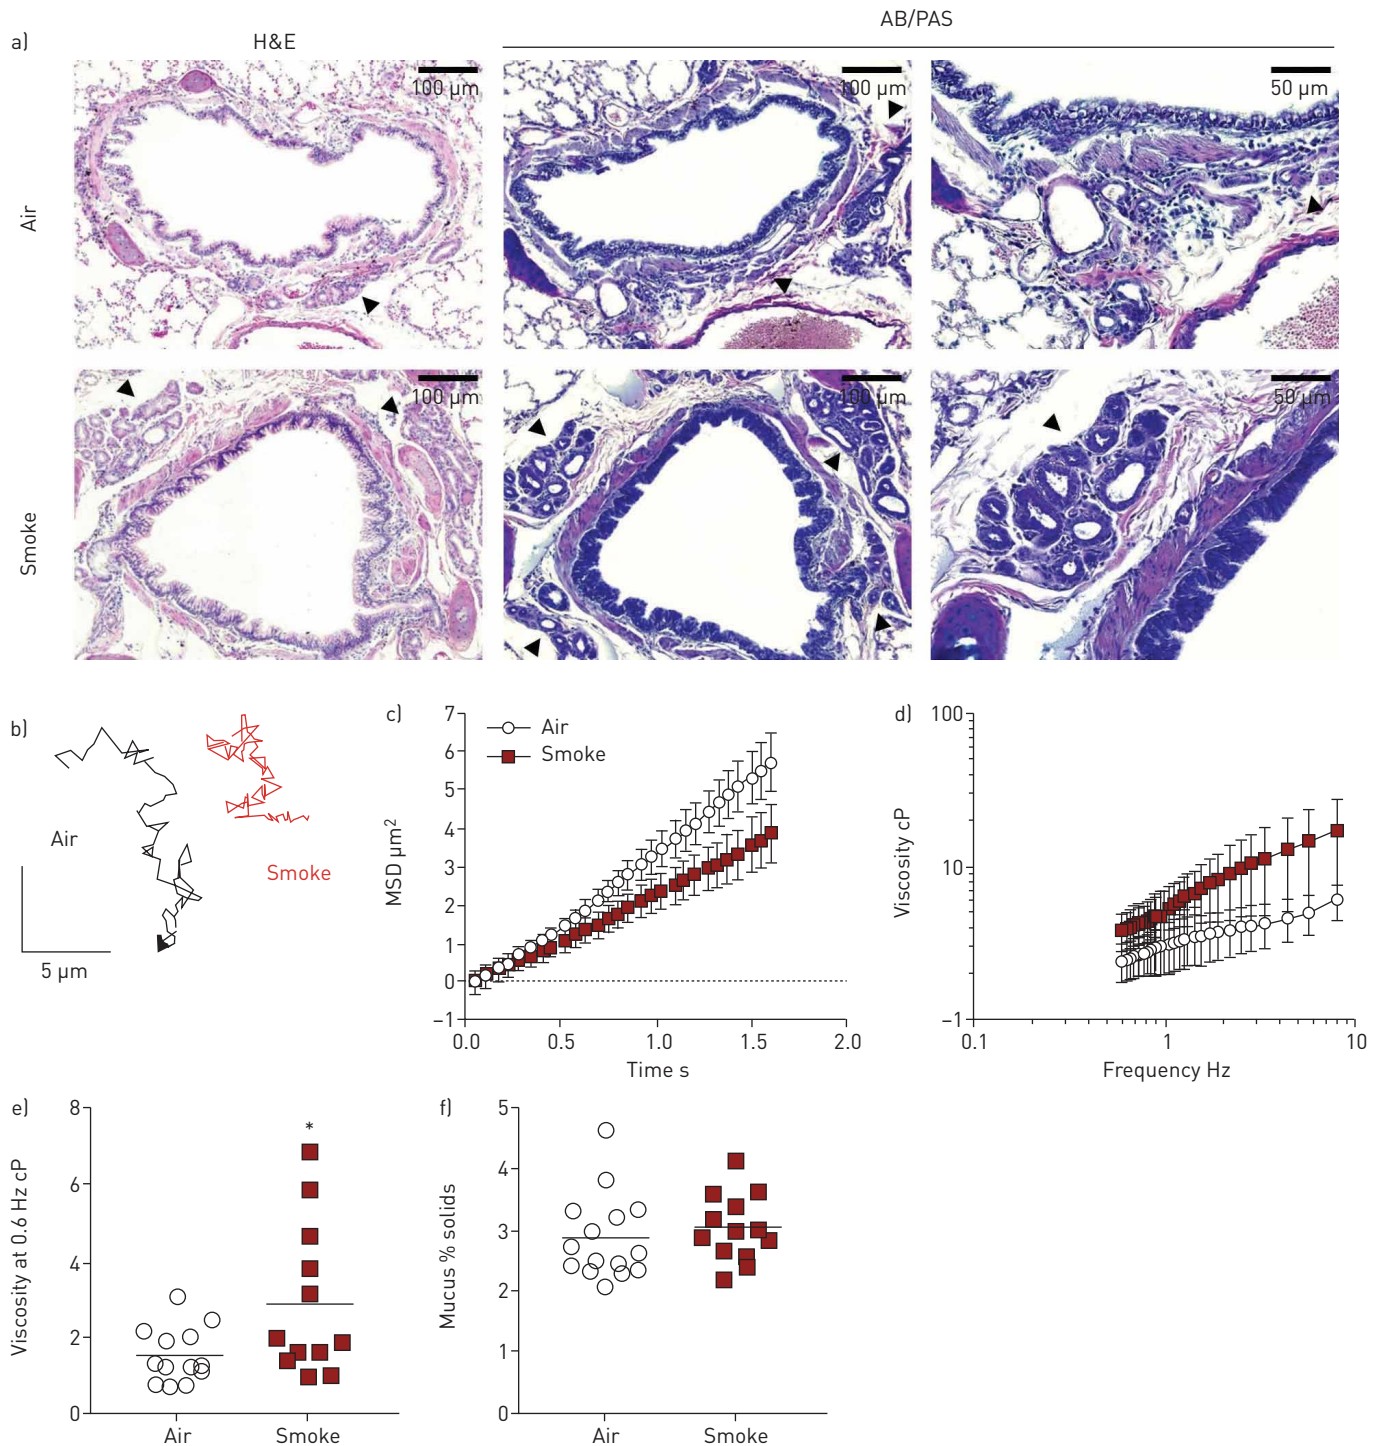 a)
H&E
AB/PAS
Air
100 µm
100 µm
50 µm
Smoke
100 µm
100 µm
50 µm
b)
Air
Smoke
5 µm
c)
Air
Smoke
MSD µm²
7
6
5
4
3
2
1
0
–1
0.0
0.5
1.0
1.5
2.0
Time s
d)
Viscosity cP
100
10
–1
0.1
1
10
Frequency Hz
e)
Viscosity at 0.6 Hz cP
8
6
4
2
0
*
Air
Smoke
f)
Mucus % solids
5
4
3
2
1
0
Air
Smoke